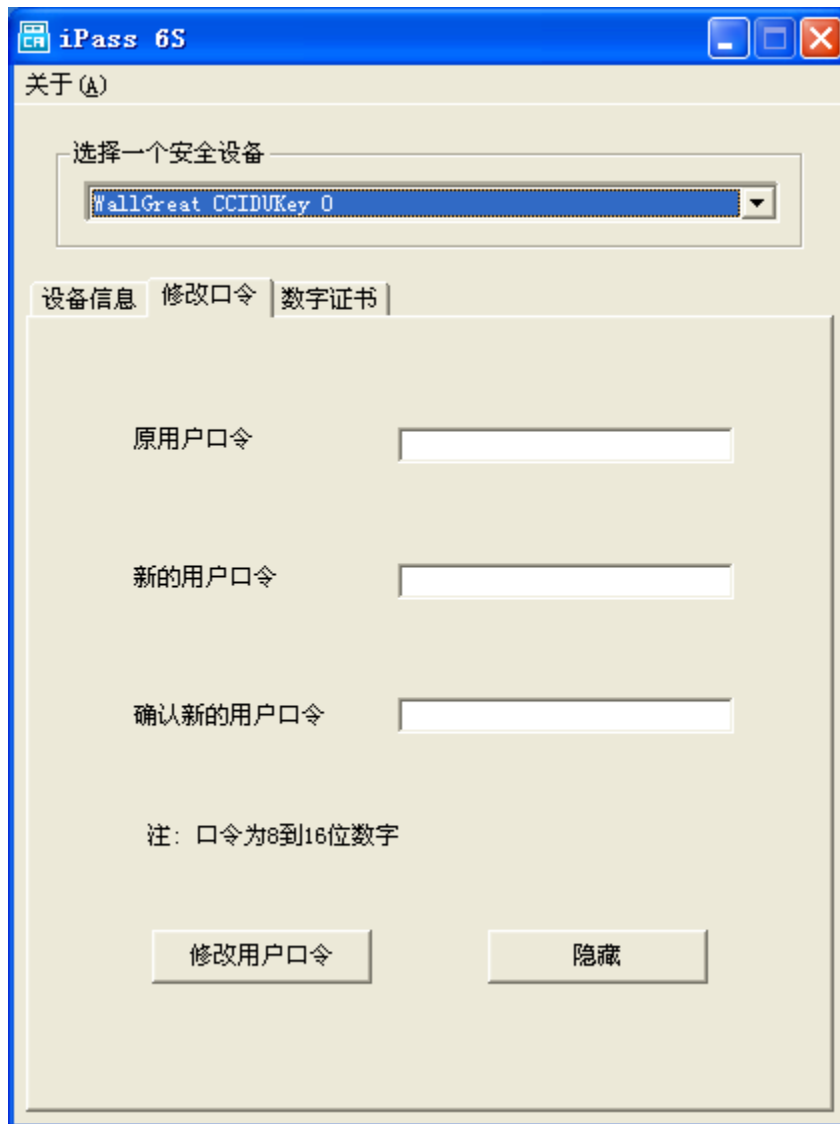 CA iPass 6S
关于(A)
选择一个安全设备
WallGreat CCIDUKey 0
设备信息 修改口令 数字证书
原用户口令
新的用户口令
确认新的用户口令
注: 口令为8到16位数字
修改用户口令 隐藏